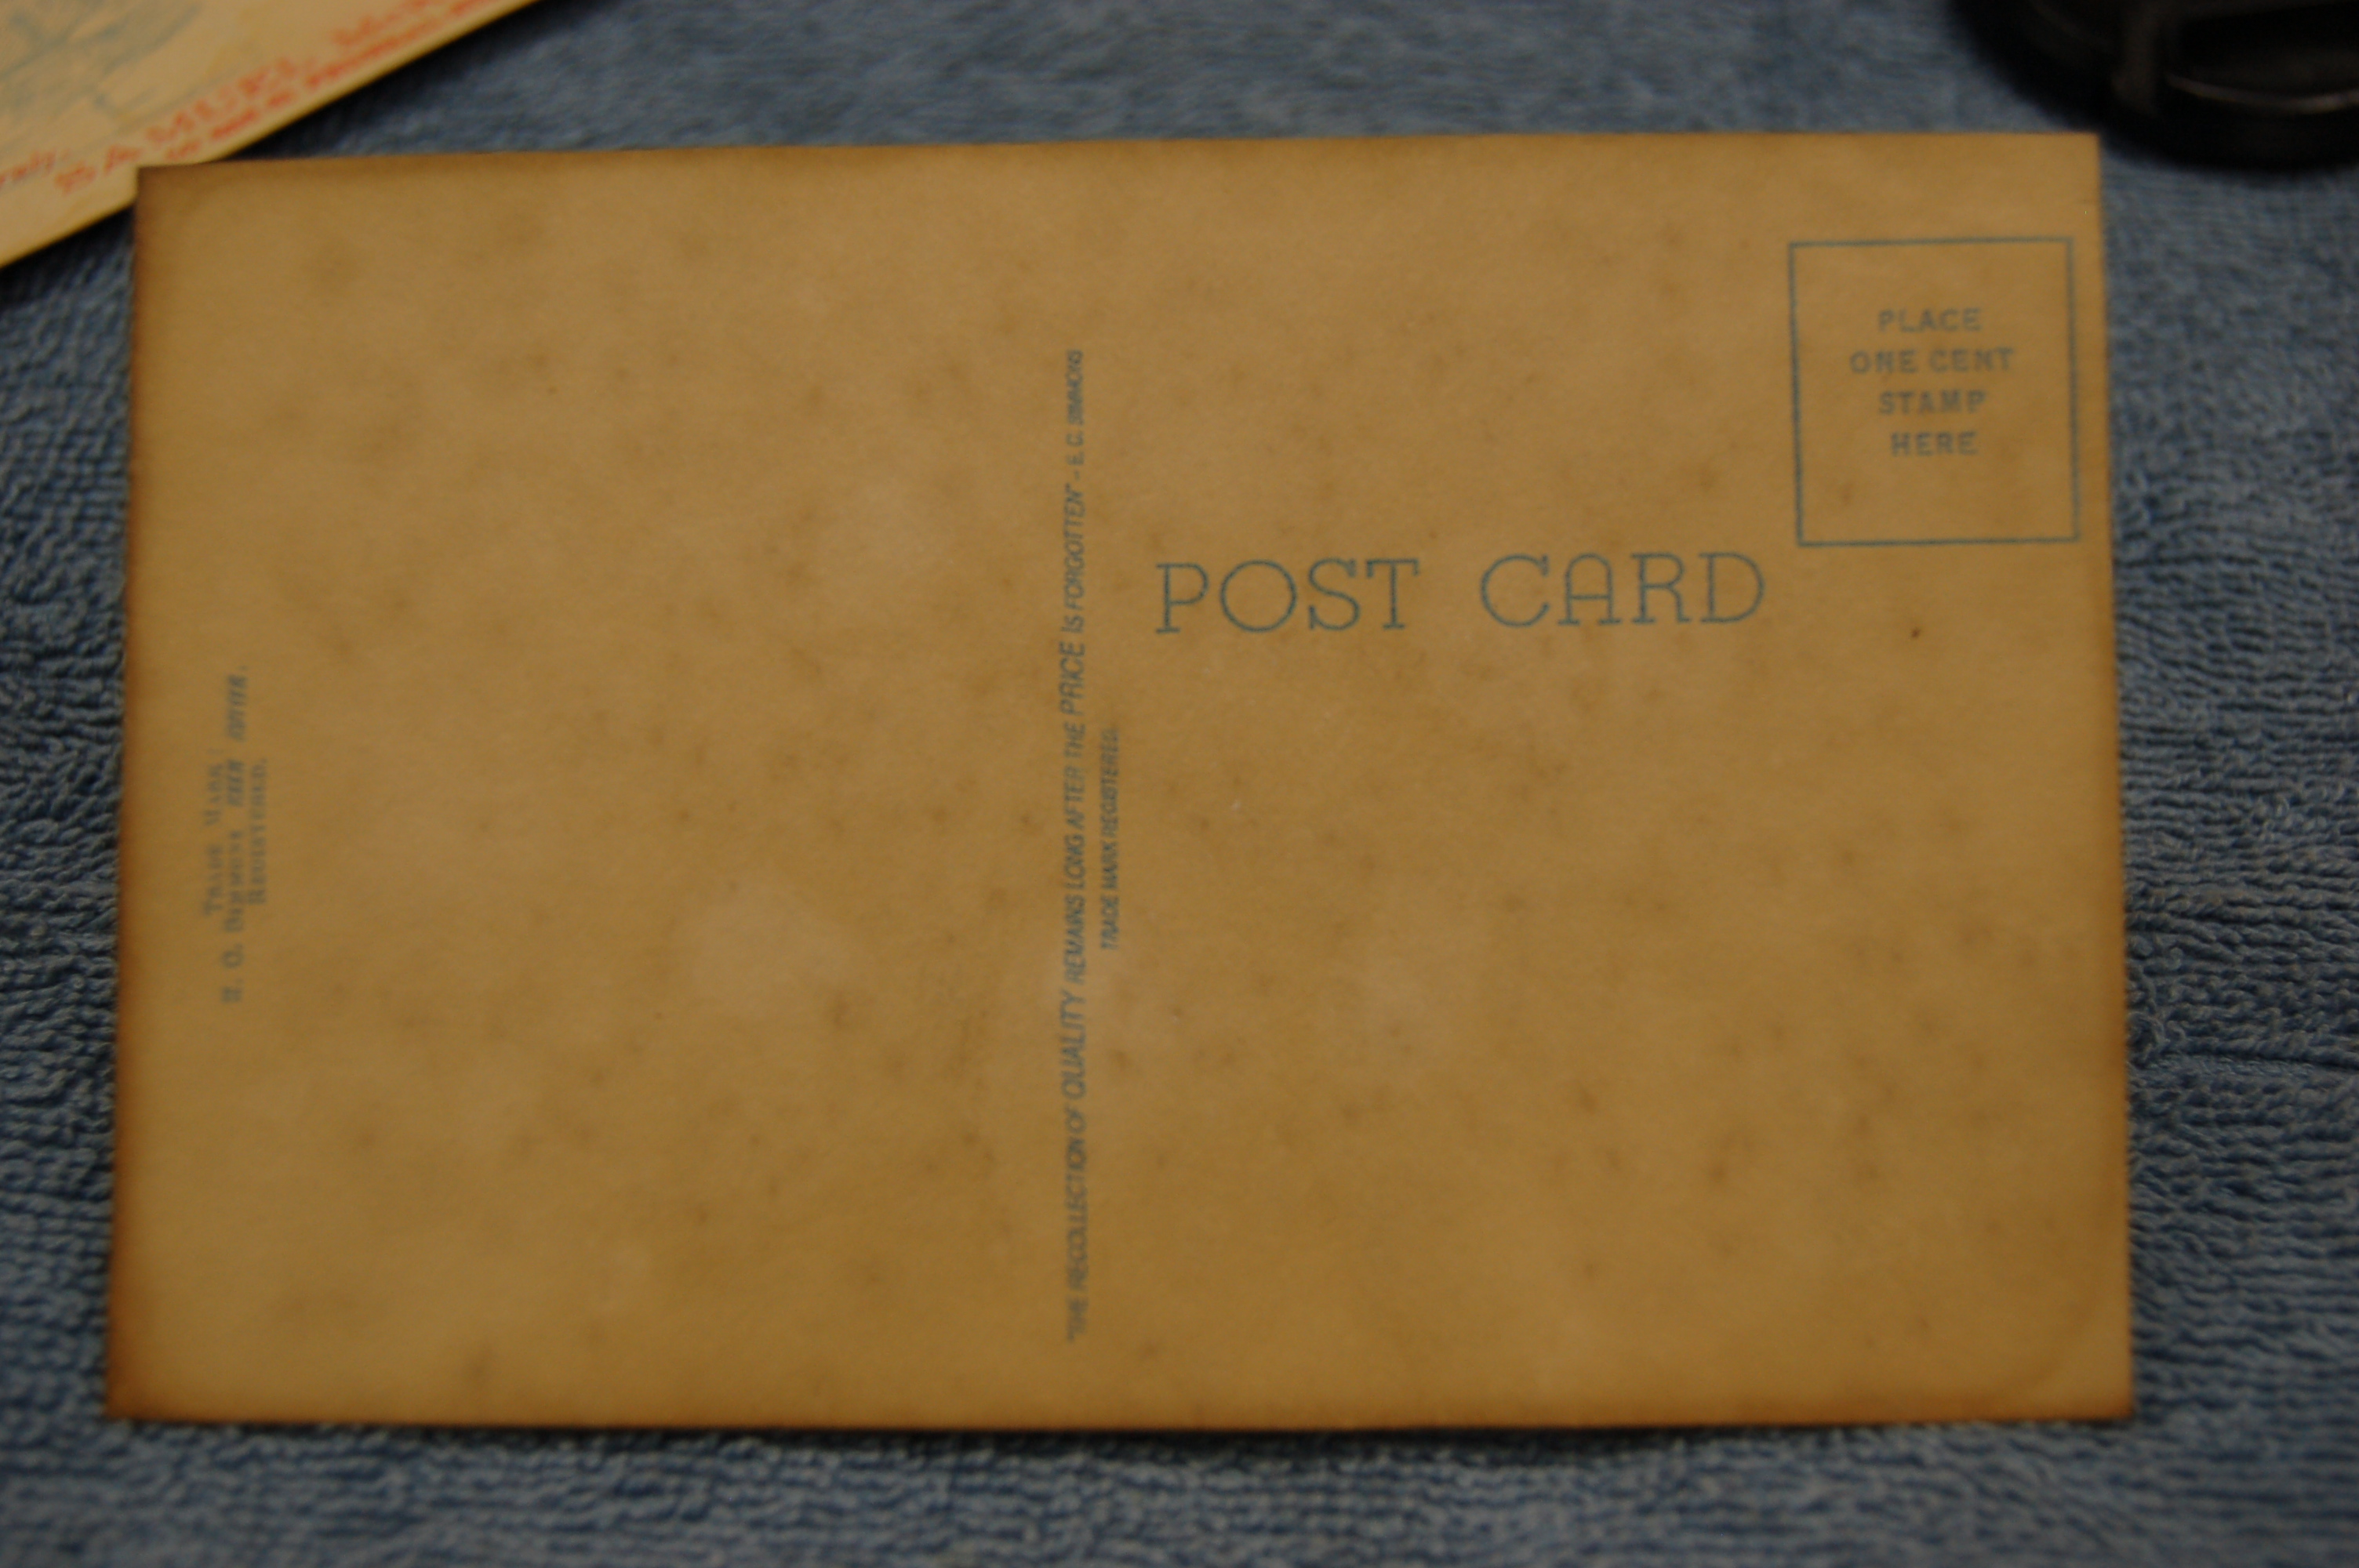 SAMUEL
PLACE
ONE CENT
STAMP
HERE
POST CARD
"THE RECOLLECTION OF QUALITY REMAINS LONG AFTER THE PRICE IS FORGOTTEN" - E. C. SIMMONS
TRADE MARK REGISTERED.
TRADE MARK
REGISTERED.